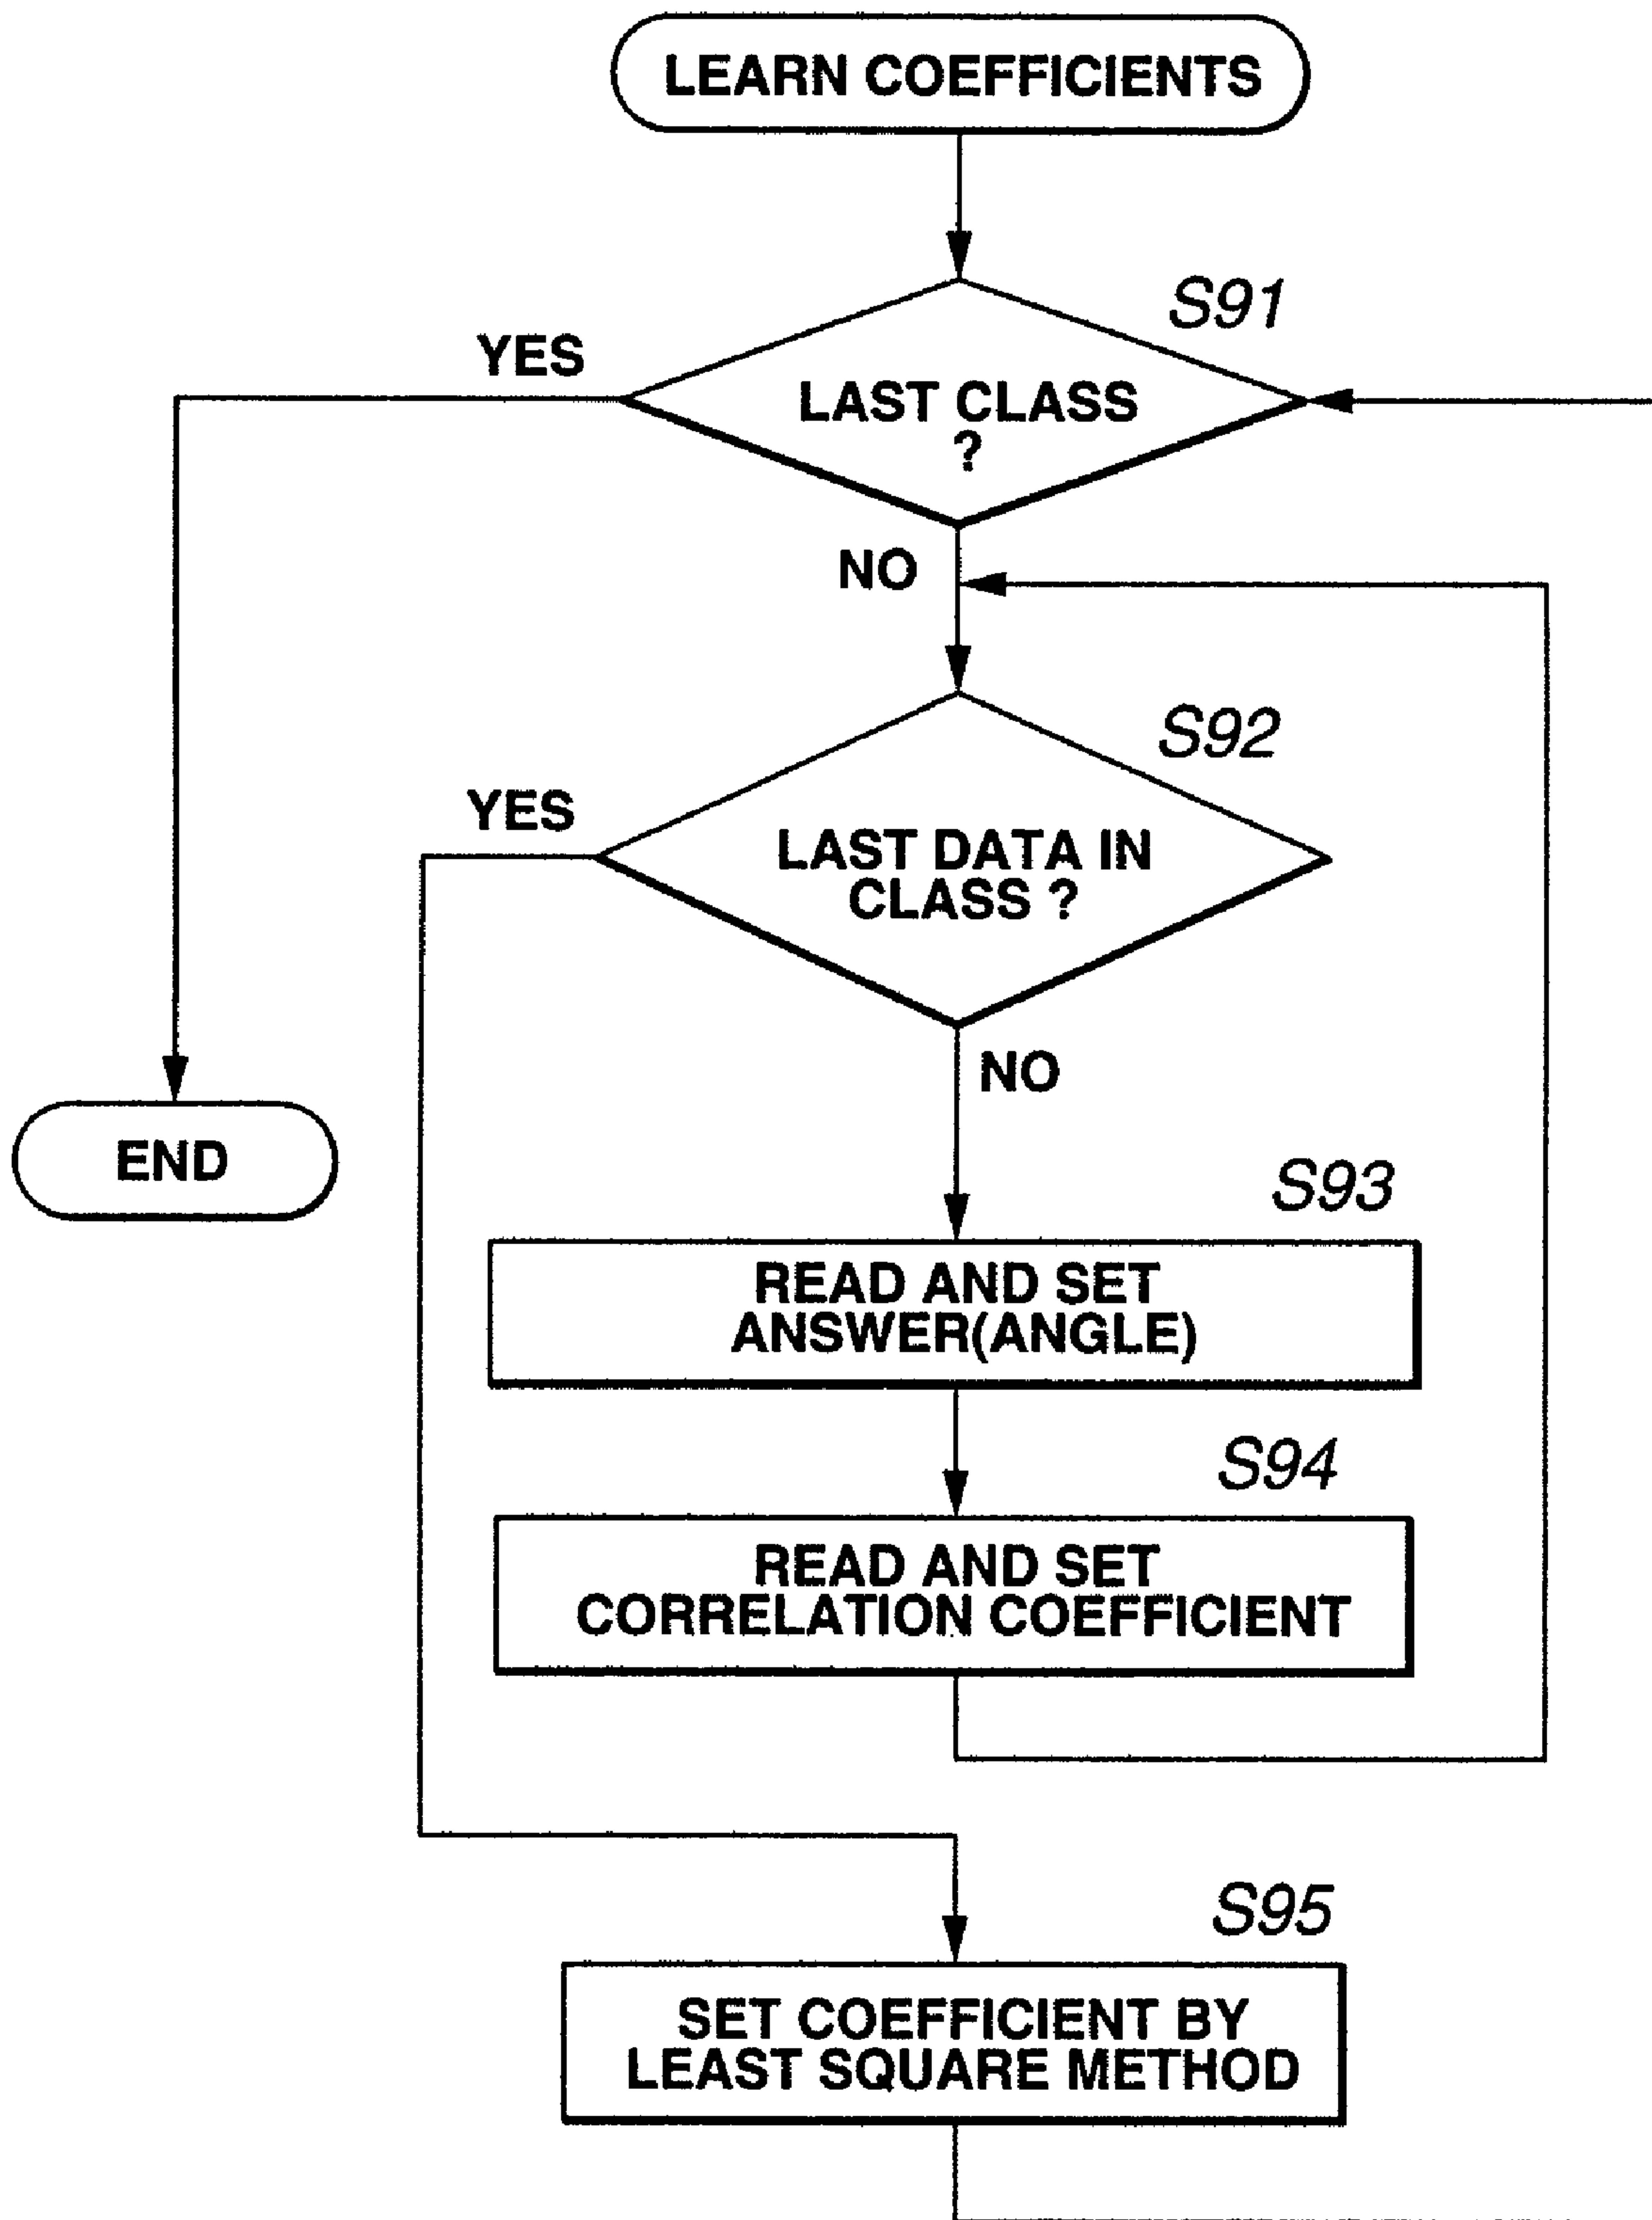 LEARN COEFFICIENTS
S91
YES
LAST CLASS
?
NO
S92
YES
LAST DATA IN
CLASS ?
NO
END
S93
READ AND SET
ANSWER(ANGLE)
S94
READ AND SET
CORRELATION COEFFICIENT
S95
SET COEFFICIENT BY
LEAST SQUARE METHOD